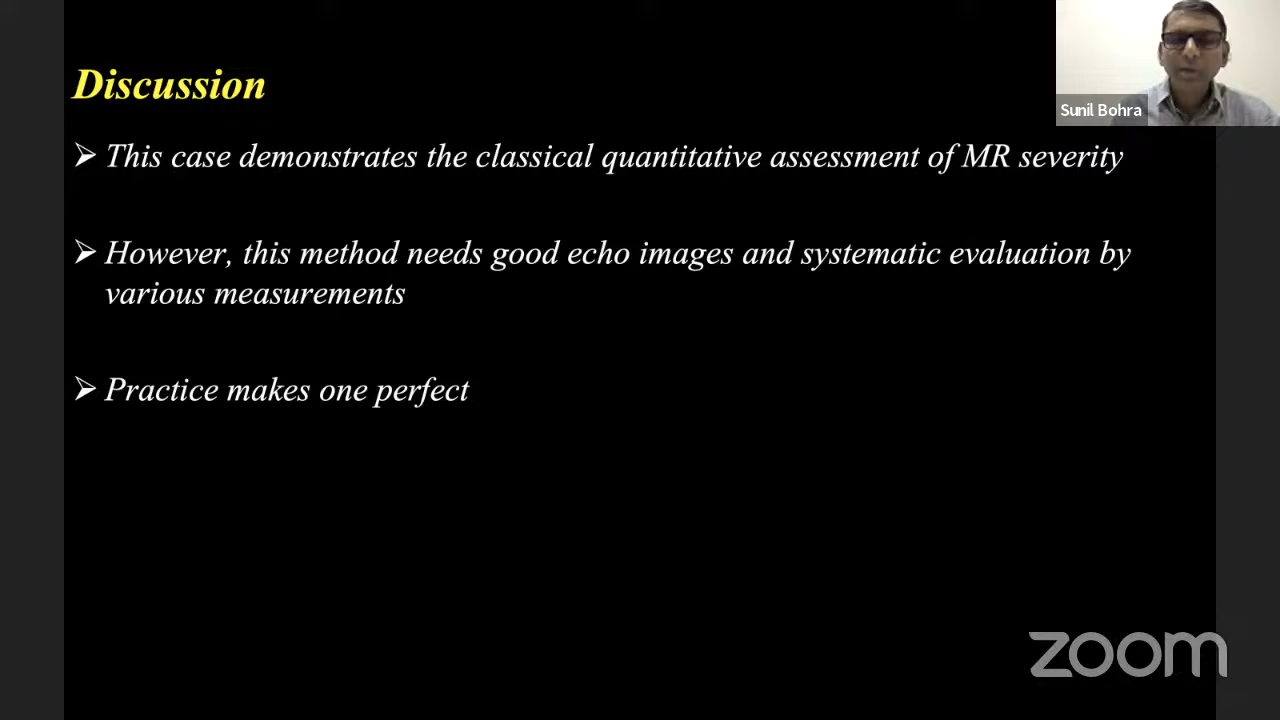 Discussion
Sunil Bohra
➢ This case demonstrates the classical quantitative assessment of MR severity
➢ However, this method needs good echo images and systematic evaluation by
various measurements
➢ Practice makes one perfect
zoom